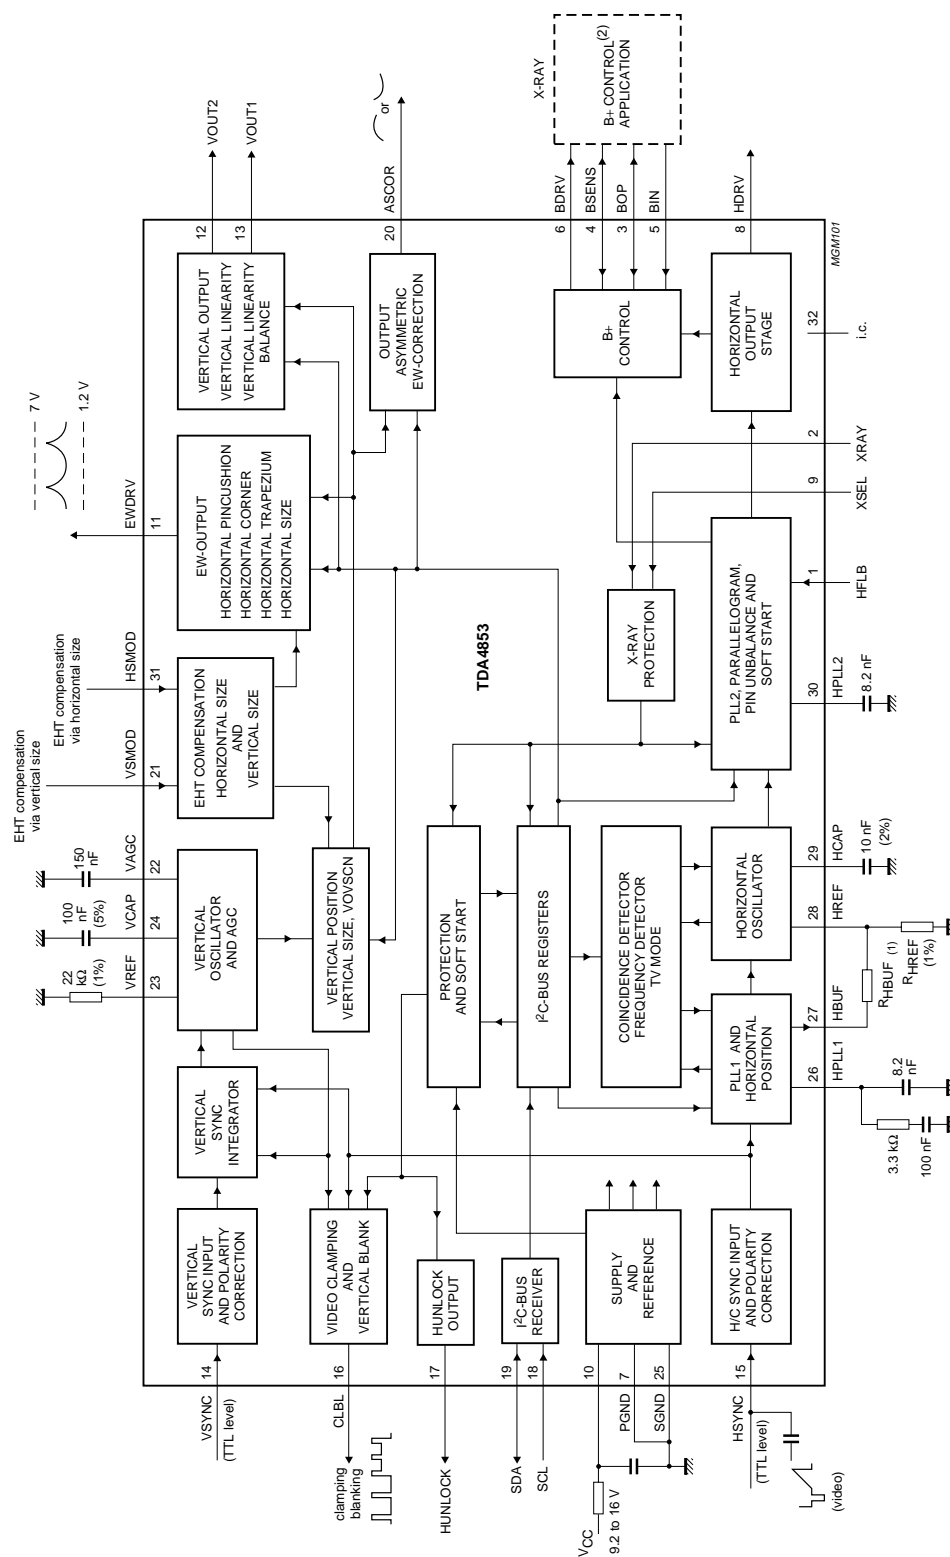 EHT compensation
via vertical size
EHT compensation
via horizontal size
7 V
1.2 V
22
kΩ
(1%)
100
nF
(5%)
150
nF
VREF
23
VCAP
24
VAGC
22
VSMOD
21
HSMOD
31
EWDRV
11
VSYNC
(TTL level)
14
VERTICAL
SYNC INPUT
AND POLARITY
CORRECTION
VERTICAL
SYNC
INTEGRATOR
VERTICAL
OSCILLATOR
AND AGC
EHT COMPENSATION
HORIZONTAL SIZE
AND
VERTICAL SIZE
EW-OUTPUT
HORIZONTAL PINCUSHION
HORIZONTAL CORNER
HORIZONTAL TRAPEZIUM
HORIZONTAL SIZE
VERTICAL OUTPUT
VERTICAL LINEARITY
VERTICAL LINEARITY
BALANCE
12
VOUT2
13
VOUT1
clamping
blanking
CLBL
16
VIDEO CLAMPING
AND
VERTICAL BLANK
VERTICAL POSITION
VERTICAL SIZE, VOVSCN
OUTPUT
ASYMMETRIC
EW-CORRECTION
20
ASCOR
or
HUNLOCK
17
HUNLOCK
OUTPUT
PROTECTION
AND SOFT START
TDA4853
SDA
19
SCL
18
I²C-BUS
RECEIVER
I²C-BUS REGISTERS
X-RAY
BDRV
6
BSENS
4
BOP
3
BIN
5
B+
CONTROL
B+ CONTROL(2)
APPLICATION
VCC
9.2 to 16 V
10
PGND
7
SGND
25
SUPPLY
AND
REFERENCE
COINCIDENCE DETECTOR
FREQUENCY DETECTOR
TV MODE
X-RAY
PROTECTION
HSYNC
(TTL level)
15
(video)
H/C SYNC INPUT
AND POLARITY
CORRECTION
PLL1 AND
HORIZONTAL
POSITION
HORIZONTAL
OSCILLATOR
PLL2, PARALLELOGRAM,
PIN UNBALANCE AND
SOFT START
HORIZONTAL
OUTPUT
STAGE
8
HDRV
26
HPLL1
27
HBUF
28
HREF
29
HCAP
30
HPLL2
1
HFLB
9
XSEL
2
XRAY
32
i.c.
MGM101
3.3 kΩ
100 nF
8.2
nF
RHBUF (1)
RHREF
(1%)
10 nF
(2%)
8.2 nF